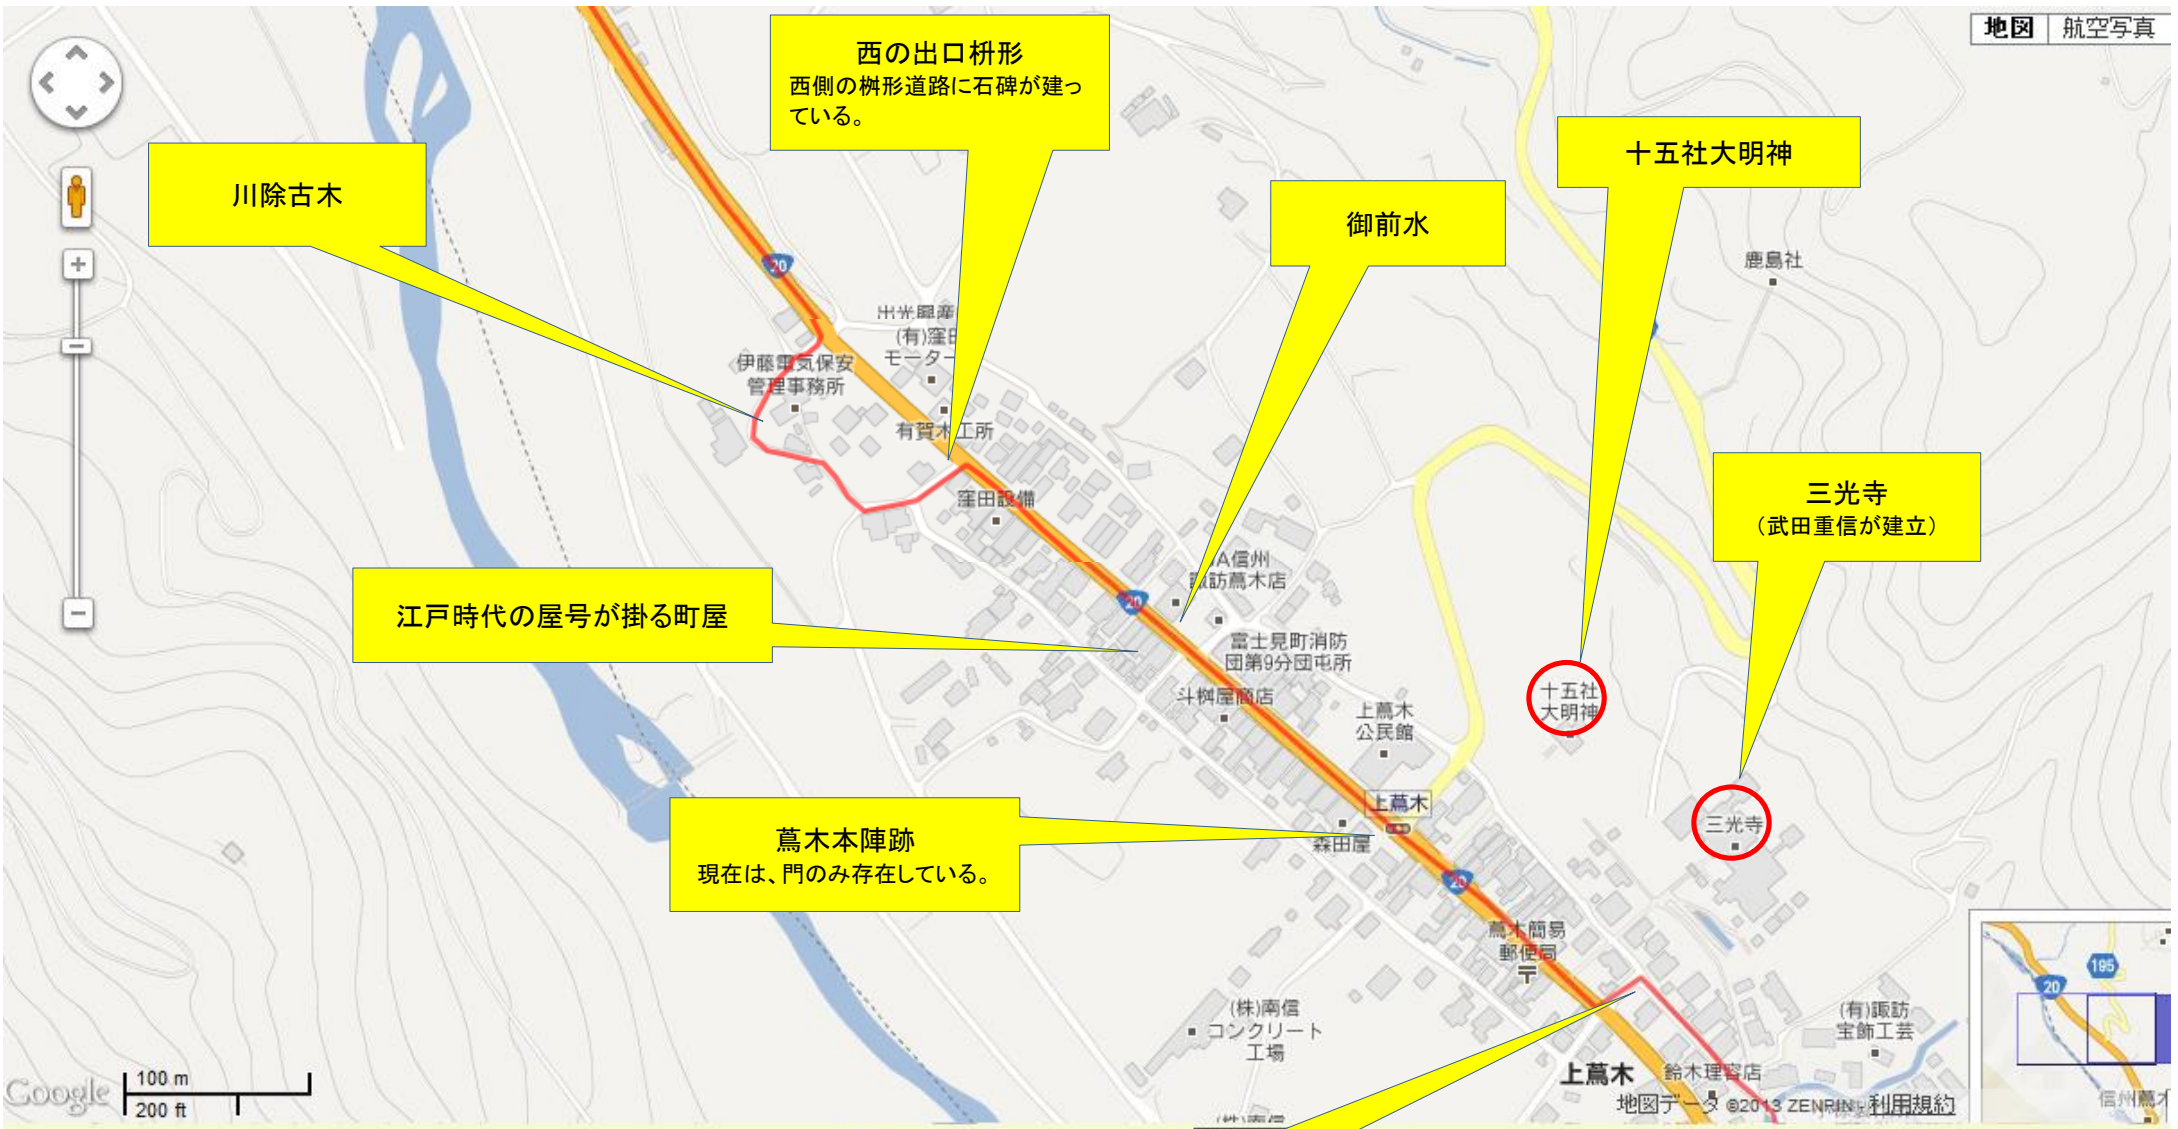 地図 航空写真
西の出口枡形
西側の桝形道路に石碑が建っ
ている。
十五社大明神
川除古木
御前水
鹿島社
20
出光興産
(有)窪田
モーター
伊藤電気保安
管理事務所
有賀木工所
三光寺
（武田重信が建立）
窪田設備
A信州
諏訪蔦木店
江戸時代の屋号が掛る町屋
20
富士見町消防
団第9分団屯所
斗桝屋商店
十五社
大明神
上蔦木
公民館
上蔦木
三光寺
蔦木本陣跡
現在は、門のみ存在している。
森田屋
20
蔦木簡易
郵便局
〒
195
20
(株)南信
コンクリート
工場
(有)諏訪
宝飾工芸
上蔦木
鈴木理容店
Google
100 m
200 ft
地図データ ©2013 ZENRIN
利用規約
信州蔦木
(株)南信